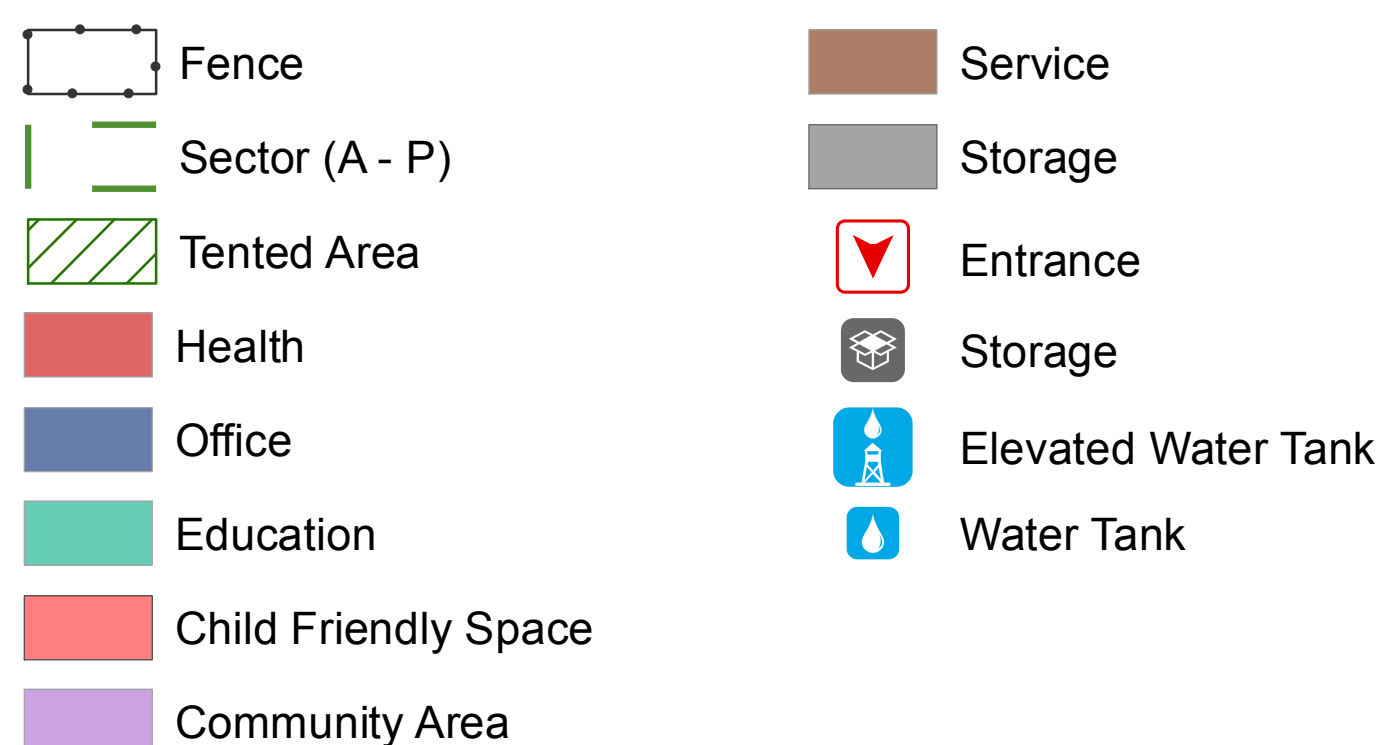 Fence
Sector (A - P)
Tented Area
Health
Office
Education
Child Friendly Space
Community Area
Service
Storage
Entrance
Storage
Elevated Water Tank
Water Tank